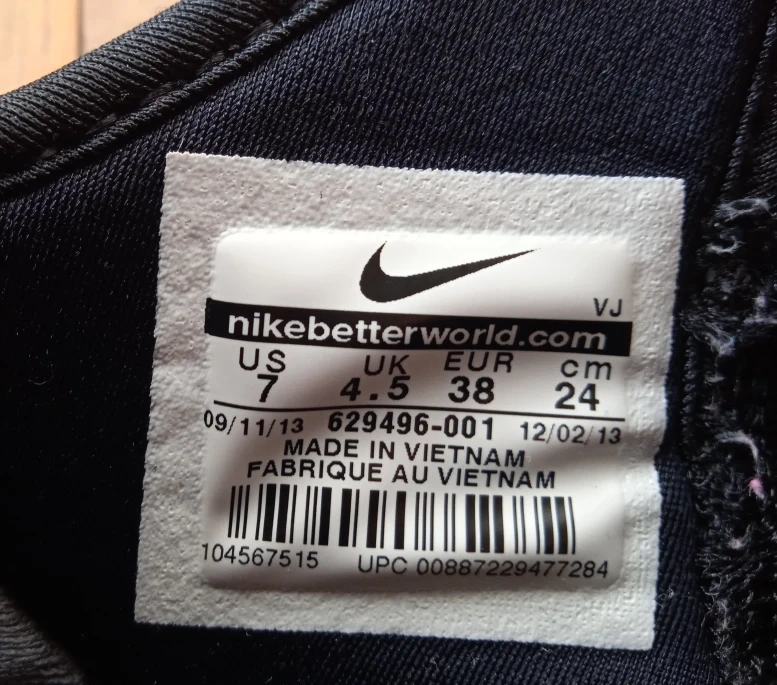 VJ
nikebetterworld.com
US UK EUR cm
7 4.5 38 24
09/11/13 629496-001 12/02/13
MADE IN VIETNAM
FABRIQUE AU VIETNAM
104567515 UPC 00887229477284